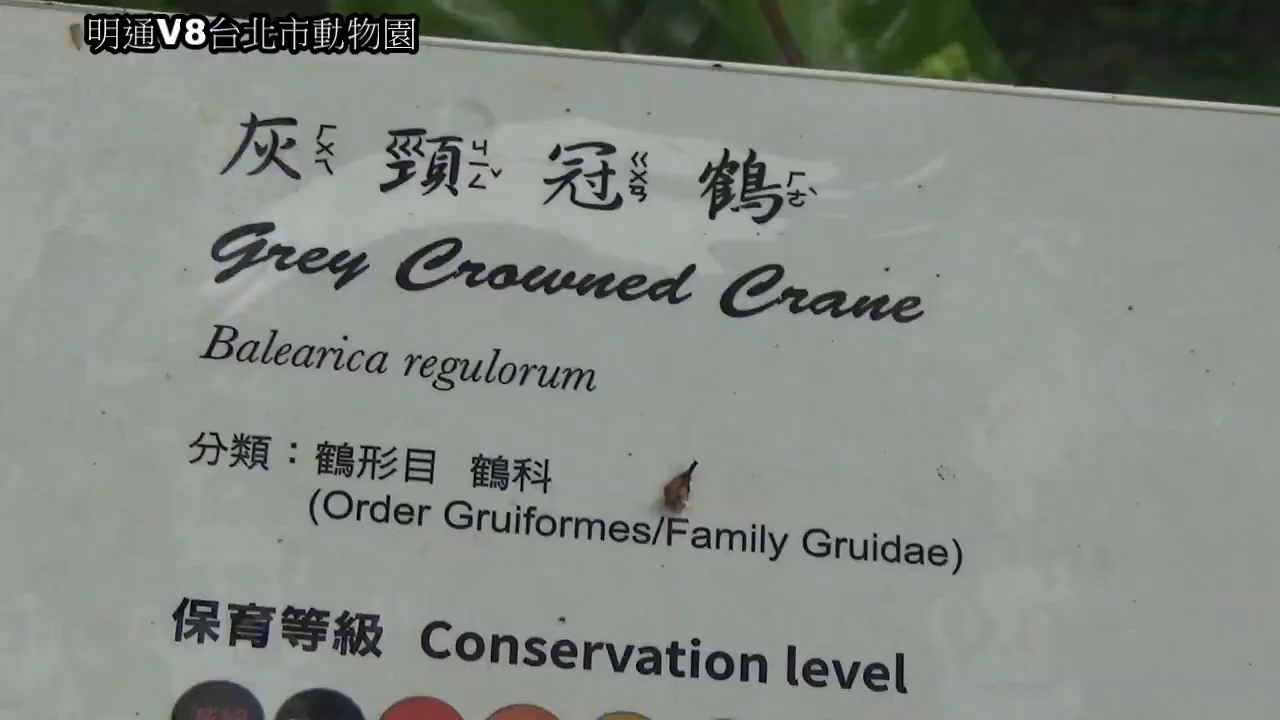 明通V8台北市動物園
灰ㄏㄨㄟ 頸ㄐㄧㄥˇ 冠ㄍㄨㄢ 鶴ㄏㄜˋ
Grey Crowned Crane
Balearica regulorum
分類：鶴形目 鶴科
(Order Gruiformes/Family Gruidae)
保育等級 Conservation level